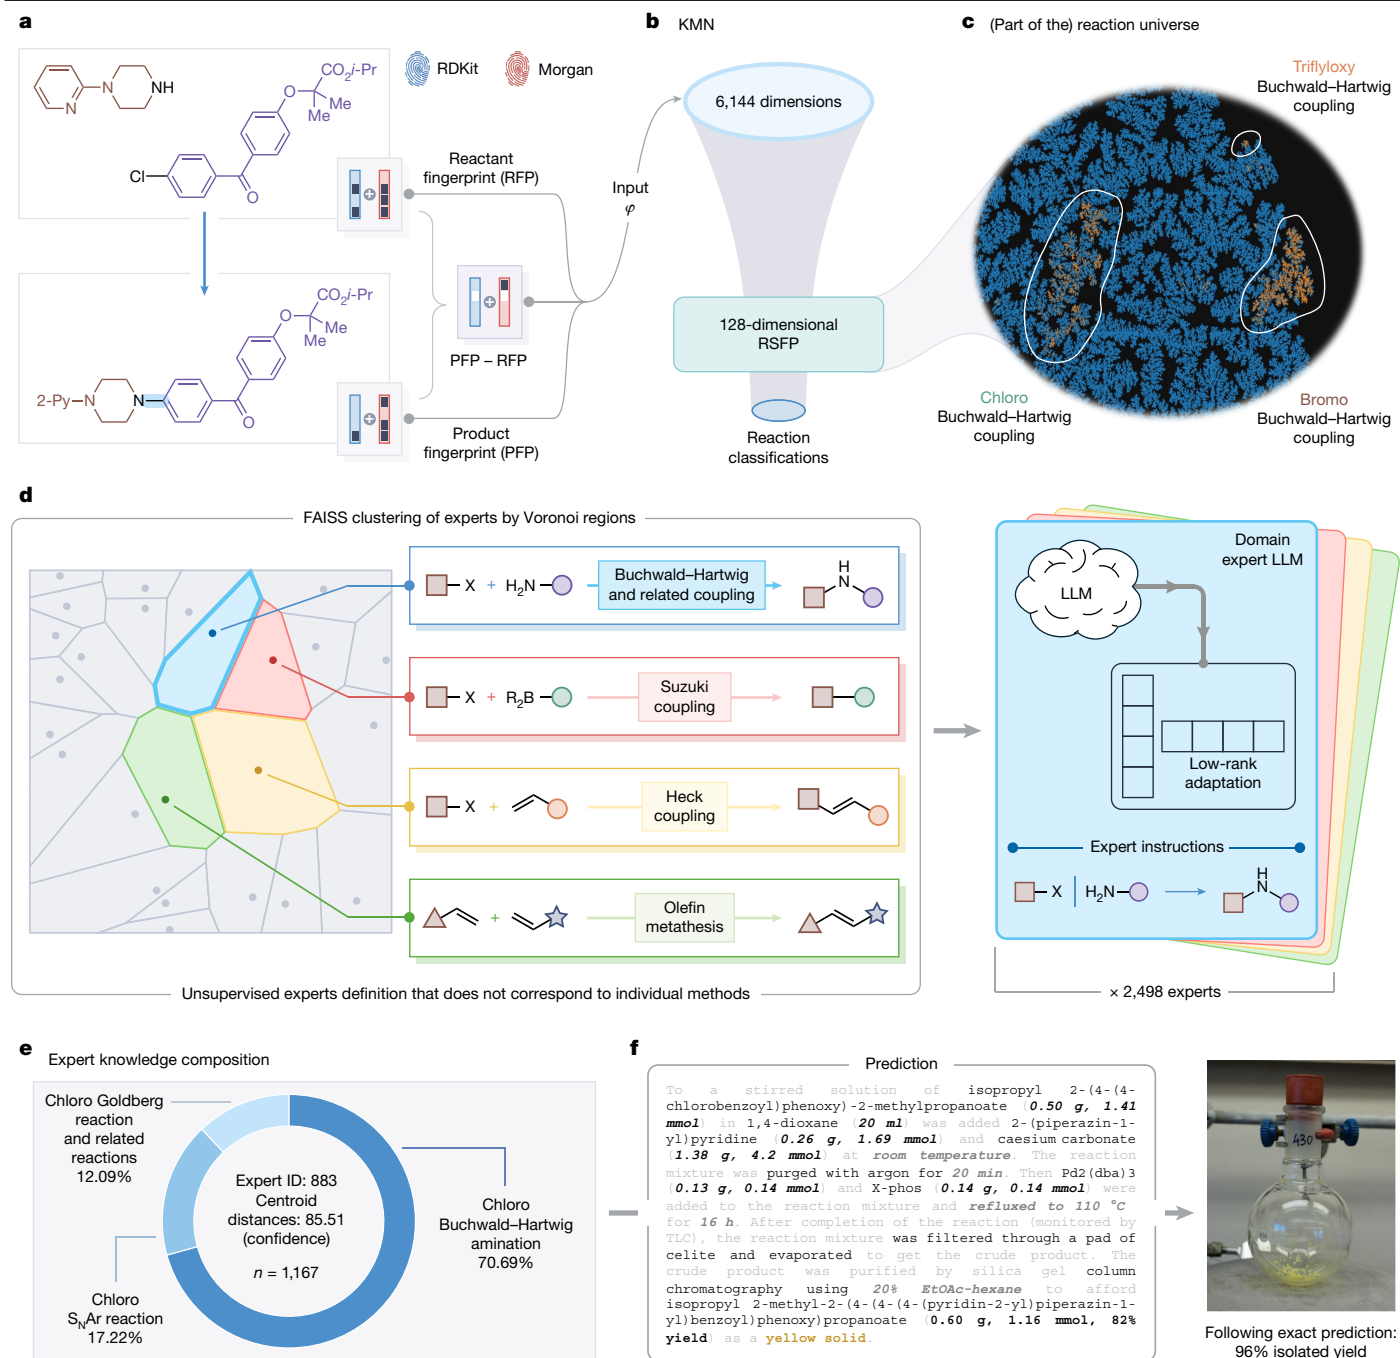 a
RDKit
Morgan
N
N
NH
CO2i-Pr
O
Me
Me
Cl
O
Reactant
fingerprint (RFP)
PFP – RFP
CO2i-Pr
O
Me
Me
2-Py
N
N
O
Product
fingerprint (PFP)
Input
φ
b
KMN
6,144 dimensions
128-dimensional
RSFP
Reaction
classifications
c
(Part of the) reaction universe
Triflyloxy
Buchwald–Hartwig
coupling
Chloro
Buchwald–Hartwig
coupling
Bromo
Buchwald–Hartwig
coupling
d
FAISS clustering of experts by Voronoi regions
X + H2N
Buchwald–Hartwig
and related coupling
H
N
X + R2B
Suzuki
coupling
X +
Heck
coupling
+
Olefin
metathesis
Unsupervised experts definition that does not correspond to individual methods
Domain
expert LLM
LLM
Low-rank
adaptation
Expert instructions
X
H2N
H
N
× 2,498 experts
e
Expert knowledge composition
Chloro Goldberg
reaction
and related
reactions
12.09%
Expert ID: 883
Centroid
distances: 85.51
(confidence)
n = 1,167
Chloro
Buchwald–Hartwig
amination
70.69%
Chloro
SNAr reaction
17.22%
f
Prediction
To a stirred solution of isopropyl 2-(4-(4-
chlorobenzoyl)phenoxy)-2-methylpropanoate (0.50 g, 1.41
mmol) in 1,4-dioxane (20 ml) was added 2-(piperazin-1-
yl)pyridine (0.26 g, 1.69 mmol) and caesium carbonate
(1.38 g, 4.2 mmol) at room temperature. The reaction
mixture was purged with argon for 20 min. Then Pd2(dba)3
(0.13 g, 0.14 mmol) and X-phos (0.14 g, 0.14 mmol) were
added to the reaction mixture and refluxed to 110 °C
for 16 h. After completion of the reaction (monitored by
TLC), the reaction mixture was filtered through a pad of
celite and evaporated to get the crude product. The
crude product was purified by silica gel column
chromatography using 20% EtOAc-hexane to afford
isopropyl 2-methyl-2-(4-(4-(4-(pyridin-2-yl)piperazin-1-
yl)benzoyl)phenoxy)propanoate (0.60 g, 1.16 mmol, 82%
yield) as a yellow solid.
430
Following exact prediction:
96% isolated yield